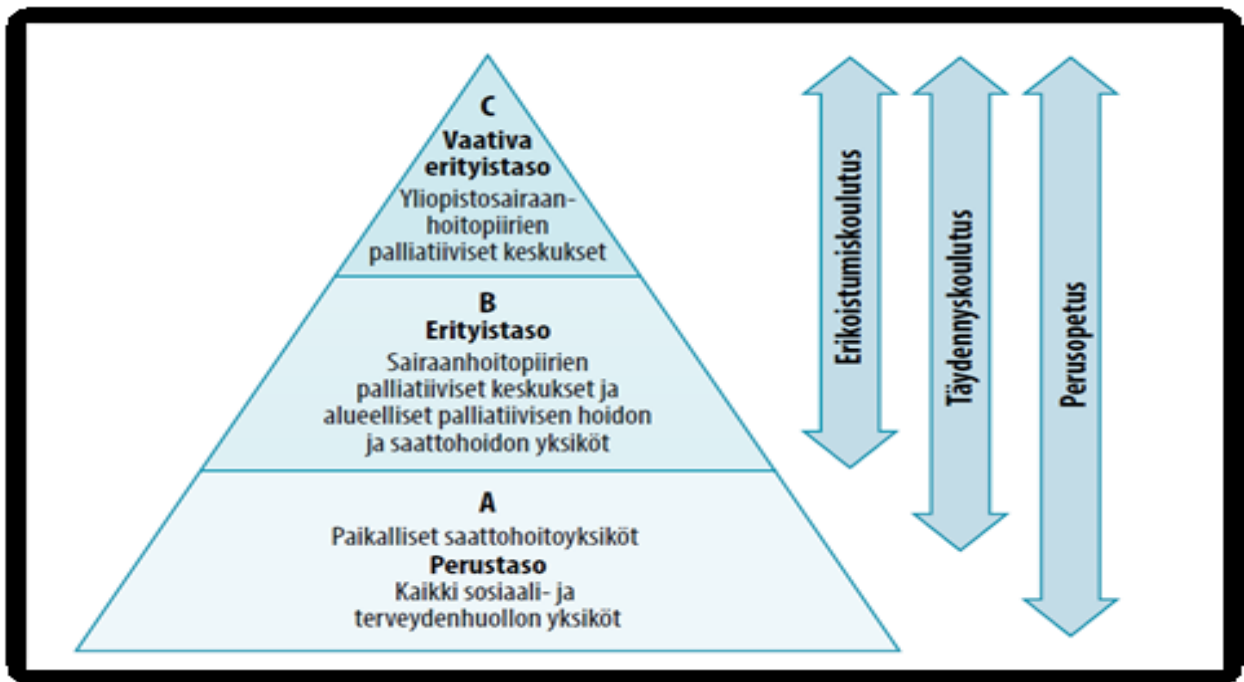 C
Vaativa
erityistaso
Yliopistosairaan-
hoitopiirien
palliatiiviset keskukset
B
Erityistaso
Sairaanhoitopiirien
palliatiiviset keskukset ja
alueelliset palliatiivisen hoidon
ja saattohoidon yksiköt
A
Paikalliset saattohoitoyksiköt
Perustaso
Kaikki sosiaali- ja
terveydenhuollon yksiköt
Erikoistumiskoulutus
Täydennyskoulutus
Perusopetus